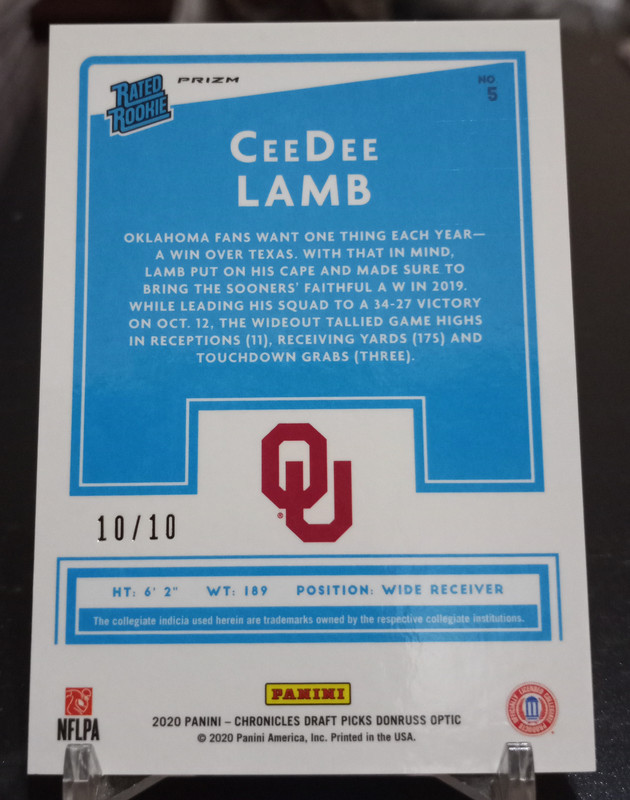 RATED
ROOKIE
PRIZM
NO.
5
CEEDEE
LAMB
OKLAHOMA FANS WANT ONE THING EACH YEAR—
A WIN OVER TEXAS. WITH THAT IN MIND,
LAMB PUT ON HIS CAPE AND MADE SURE TO
BRING THE SOONERS' FAITHFUL A W IN 2019.
WHILE LEADING HIS SQUAD TO A 34-27 VICTORY
ON OCT. 12, THE WIDEOUT TALLIED GAME HIGHS
IN RECEPTIONS (11), RECEIVING YARDS (175) AND
TOUCHDOWN GRABS (THREE).
OU
®
10/10
HT: 6' 2" WT: 189 POSITION: WIDE RECEIVER
The collegiate indicia used herein are trademarks owned by the respective collegiate institutions.
PANINI
NFLPA
OFFICIALLY LICENSED COLLEGIATE PRODUCTS
2020 PANINI – CHRONICLES DRAFT PICKS DONRUSS OPTIC
© 2020 Panini America, Inc. Printed in the USA.